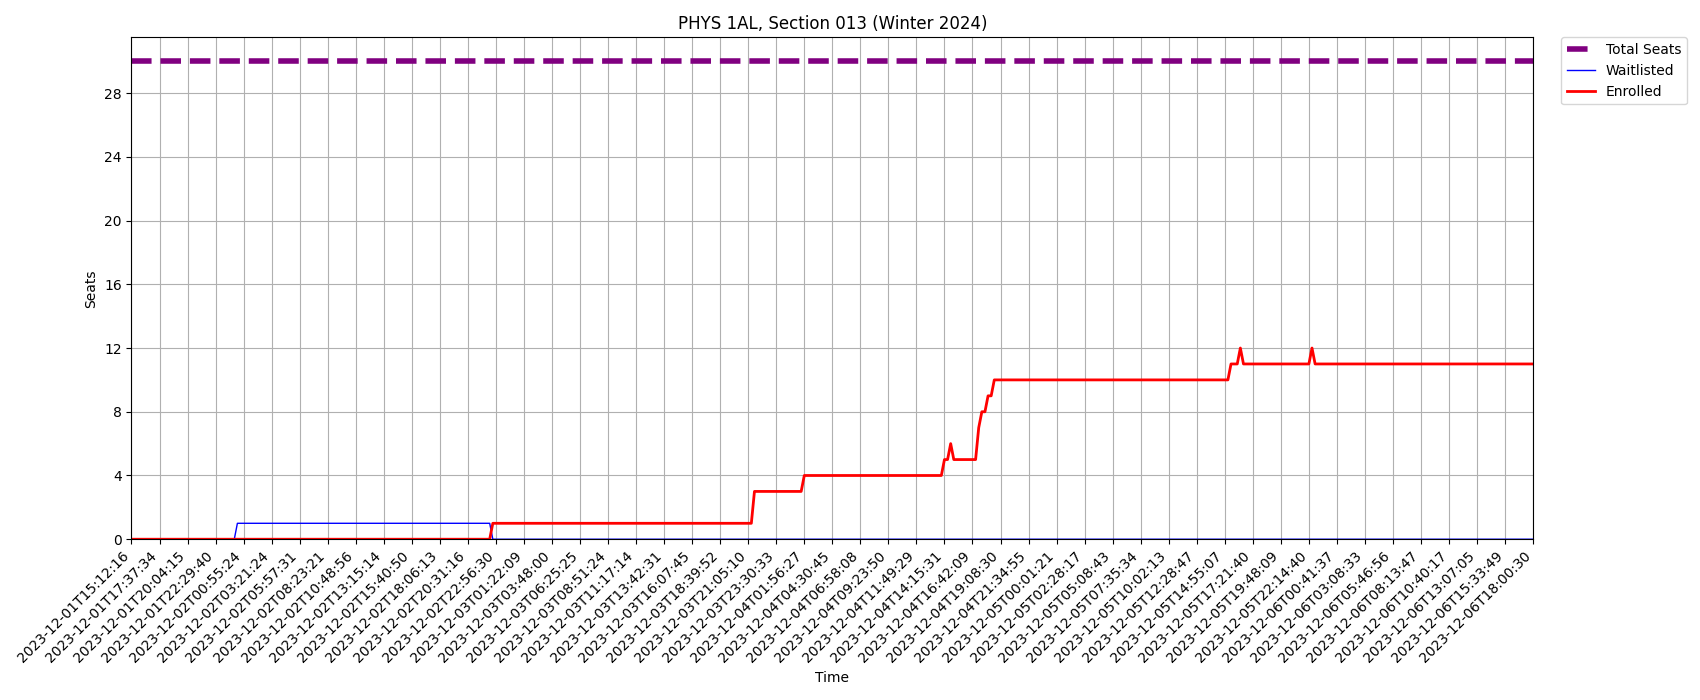 PHYS 1AL, Section 013 (Winter 2024)
Total Seats
Waitlisted
Enrolled
Seats
28
24
20
16
12
8
4
0
2023-12-01T15:12:16
2023-12-01T17:37:34
2023-12-01T20:04:15
2023-12-01T22:29:40
2023-12-02T00:55:24
2023-12-02T03:21:24
2023-12-02T05:57:31
2023-12-02T08:23:21
2023-12-02T10:48:56
2023-12-02T13:15:14
2023-12-02T15:40:50
2023-12-02T18:06:13
2023-12-02T20:31:16
2023-12-02T22:56:30
2023-12-03T01:22:09
2023-12-03T03:48:00
2023-12-03T06:25:25
2023-12-03T08:51:24
2023-12-03T11:17:14
2023-12-03T13:42:31
2023-12-03T16:07:45
2023-12-03T18:39:52
2023-12-03T21:05:10
2023-12-03T23:30:33
2023-12-04T01:56:27
2023-12-04T04:30:45
2023-12-04T06:58:08
2023-12-04T09:23:50
2023-12-04T11:49:29
2023-12-04T14:15:31
2023-12-04T16:42:09
2023-12-04T19:08:30
2023-12-04T21:34:55
2023-12-05T00:01:21
2023-12-05T02:28:17
2023-12-05T05:08:43
2023-12-05T07:35:34
2023-12-05T10:02:13
2023-12-05T12:28:47
2023-12-05T14:55:07
2023-12-05T17:21:40
2023-12-05T19:48:09
2023-12-05T22:14:40
2023-12-06T00:41:37
2023-12-06T03:08:33
2023-12-06T05:46:56
2023-12-06T08:13:47
2023-12-06T10:40:17
2023-12-06T13:07:05
2023-12-06T15:33:49
2023-12-06T18:00:30
Time